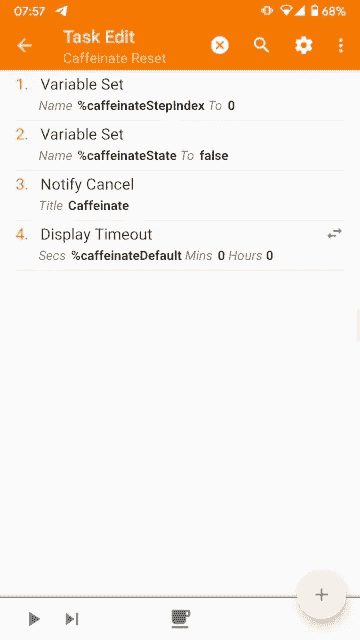 07:57 68%
Task Edit
Caffeinate Reset
1. Variable Set
Name %caffeinateStepIndex To 0
2. Variable Set
Name %caffeinateState To false
3. Notify Cancel
Title Caffeinate
4. Display Timeout
Secs %caffeinateDefault Mins 0 Hours 0